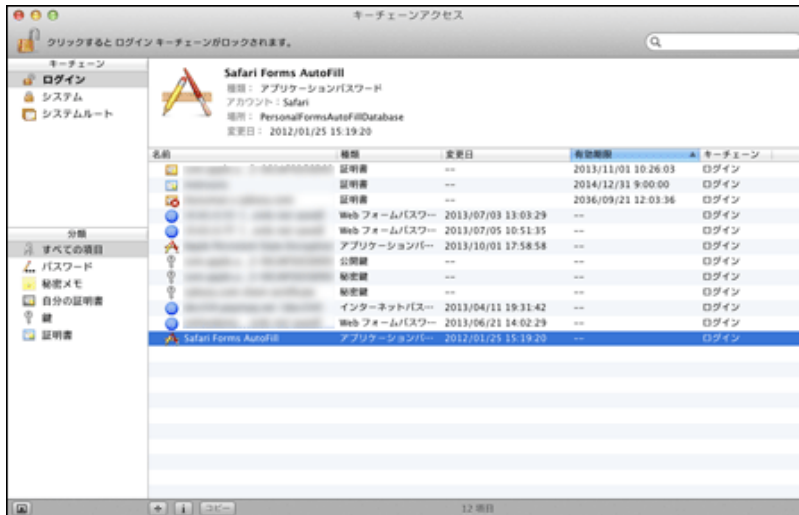 キーチェーンアクセス
クリックするとログイン キーチェーンがロックされます。
キーチェーン
ログイン
システム
システムルート
Safari Forms AutoFill
種類： アプリケーションパスワード
アカウント： Safari
場所： PersonalFormsAutoFillDatabase
変更日： 2012/01/25 15:19:20
名前 種類 変更日 有効期限 キーチェーン
証明書 -- 2013/11/01 10:26:03 ログイン
証明書 -- 2014/12/31 9:00:00 ログイン
証明書 -- 2036/09/21 12:03:36 ログイン
Web フォームパスワ… 2013/07/03 13:03:29 -- ログイン
Web フォームパスワ… 2013/07/05 10:51:35 -- ログイン
アプリケーションパ… 2013/10/01 17:58:58 -- ログイン
公開鍵 -- -- ログイン
秘密鍵 -- -- ログイン
秘密鍵 -- -- ログイン
インターネットパス… 2013/04/11 19:31:42 -- ログイン
Web フォームパスワ… 2013/06/21 14:02:29 -- ログイン
Safari Forms AutoFill アプリケーションパ… 2012/01/25 15:19:20 -- ログイン
分類
すべての項目
パスワード
秘密メモ
自分の証明書
鍵
証明書
コピー
12 項目